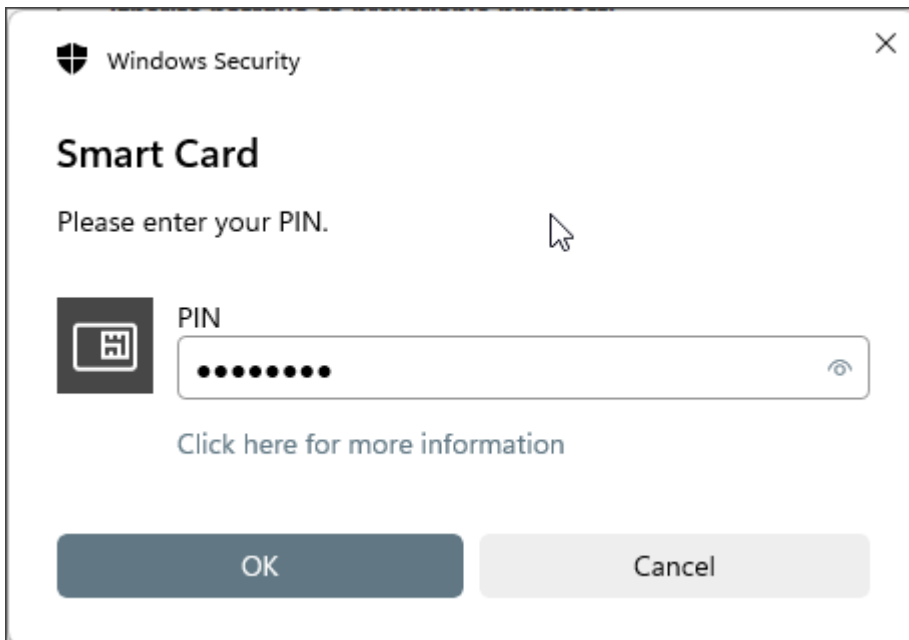 Windows Security
Smart Card
Please enter your PIN.
PIN
••••••••
Click here for more information
OK
Cancel